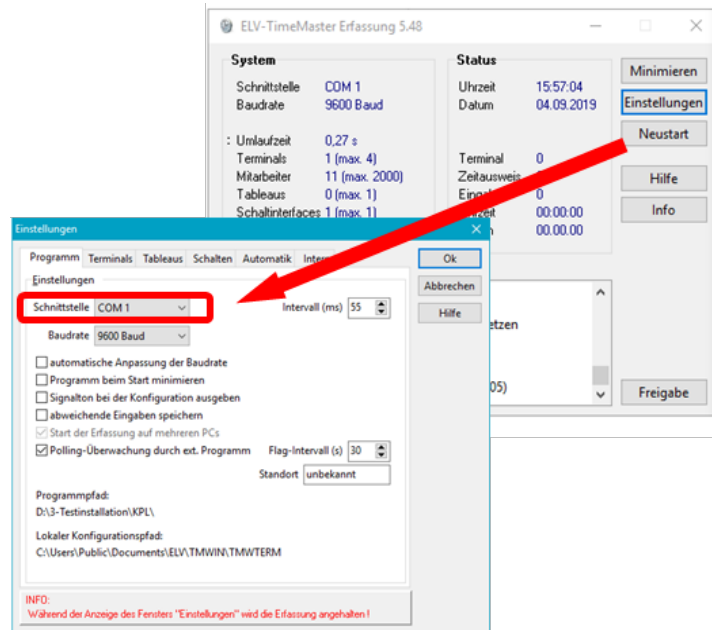 ELV-TimeMaster Erfassung 5.48
System
Schnittstelle COM 1
Baudrate 9600 Baud
: Umlaufzeit 0,27 s
Terminals 1 (max. 4)
Mitarbeiter 11 (max. 2000)
Tableaus 0 (max. 1)
Schaltinterfaces 1 (max. 1)
Status
Uhrzeit 15:57:04
Datum 04.09.2019
Terminal 0
Zeitausweis
0
00:00:00
00.00.00
Minimieren
Einstellungen
Neustart
Hilfe
Info
etzen
05)
Freigabe
Einstellungen
Programm Terminals Tableaus Schalten Automatik
Einstellungen
Schnittstelle COM 1 Intervall (ms) 55
Baudrate 9600 Baud
automatische Anpassung der Baudrate
Programm beim Start minimieren
Signalton bei der Konfiguration ausgeben
abweichende Eingaben speichern
Start der Erfassung auf mehreren PCs
Polling-Überwachung durch ext. Programm Flag-Intervall (s) 30
Standort unbekannt
Programmpfad:
D:\3-Testinstallation\KPL\
Lokaler Konfigurationspfad:
C:\Users\Public\Documents\ELV\TMWIN\TMWTERM
Ok
Abbrechen
Hilfe
INFO:
Während der Anzeige des Fensters "Einstellungen" wird die Erfassung angehalten !